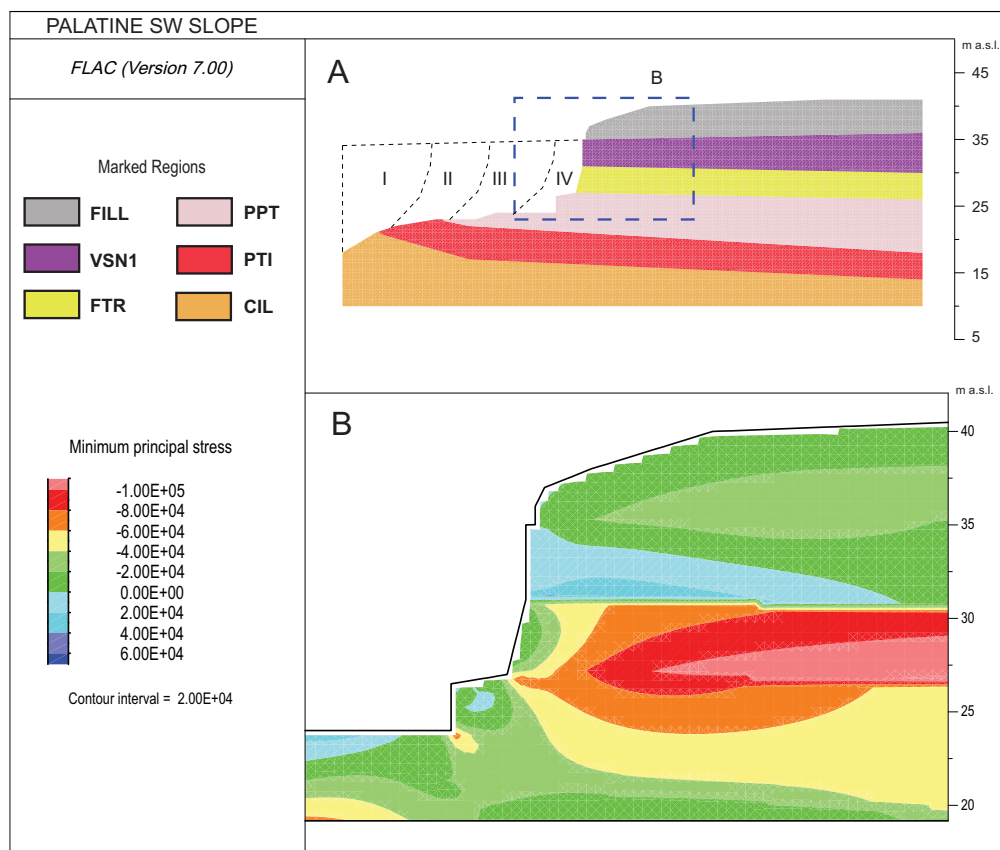 PALATINE SW SLOPE
FLAC (Version 7.00)
Marked Regions
FILL
PPT
VSN1
PTI
FTR
CIL
Minimum principal stress
-1.00E+05
-8.00E+04
-6.00E+04
-4.00E+04
-2.00E+04
0.00E+00
2.00E+04
4.00E+04
6.00E+04
Contour interval = 2.00E+04
A
B
m a.s.l.
45
35
25
15
5
I
II
III
IV
B
m a.s.l.
40
35
30
25
20